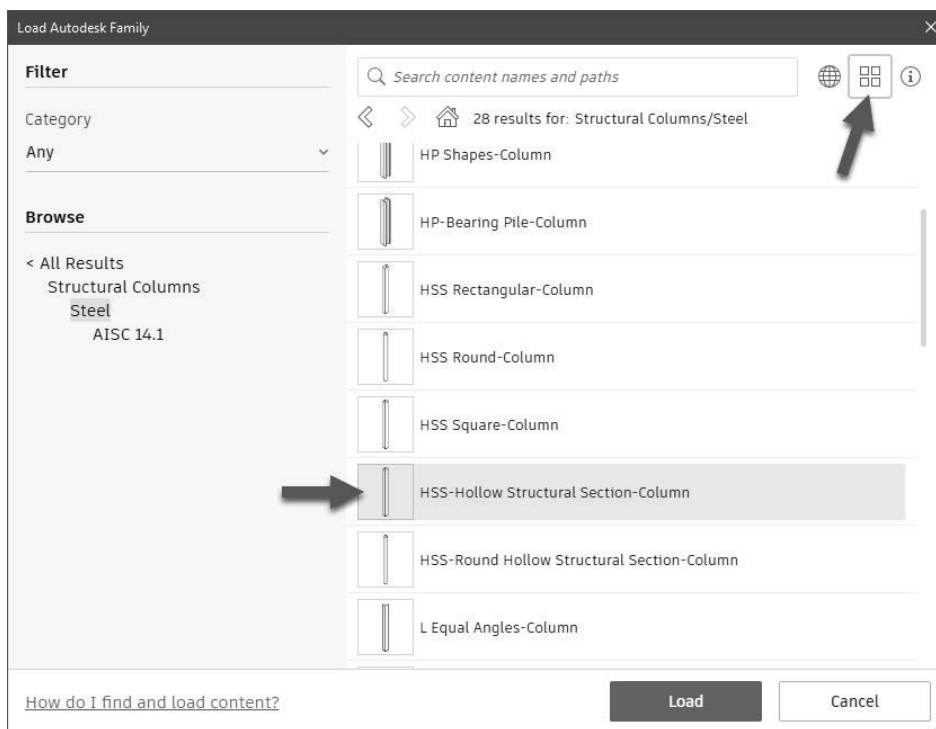 Load Autodesk Family
Filter
Category
Any
Browse
< All Results
Structural Columns
Steel
AISC 14.1
Search content names and paths
28 results for: Structural Columns/Steel
HP Shapes-Column
HP-Bearing Pile-Column
HSS Rectangular-Column
HSS Round-Column
HSS Square-Column
HSS-Hollow Structural Section-Column
HSS-Round Hollow Structural Section-Column
L Equal Angles-Column
How do I find and load content?
Load
Cancel